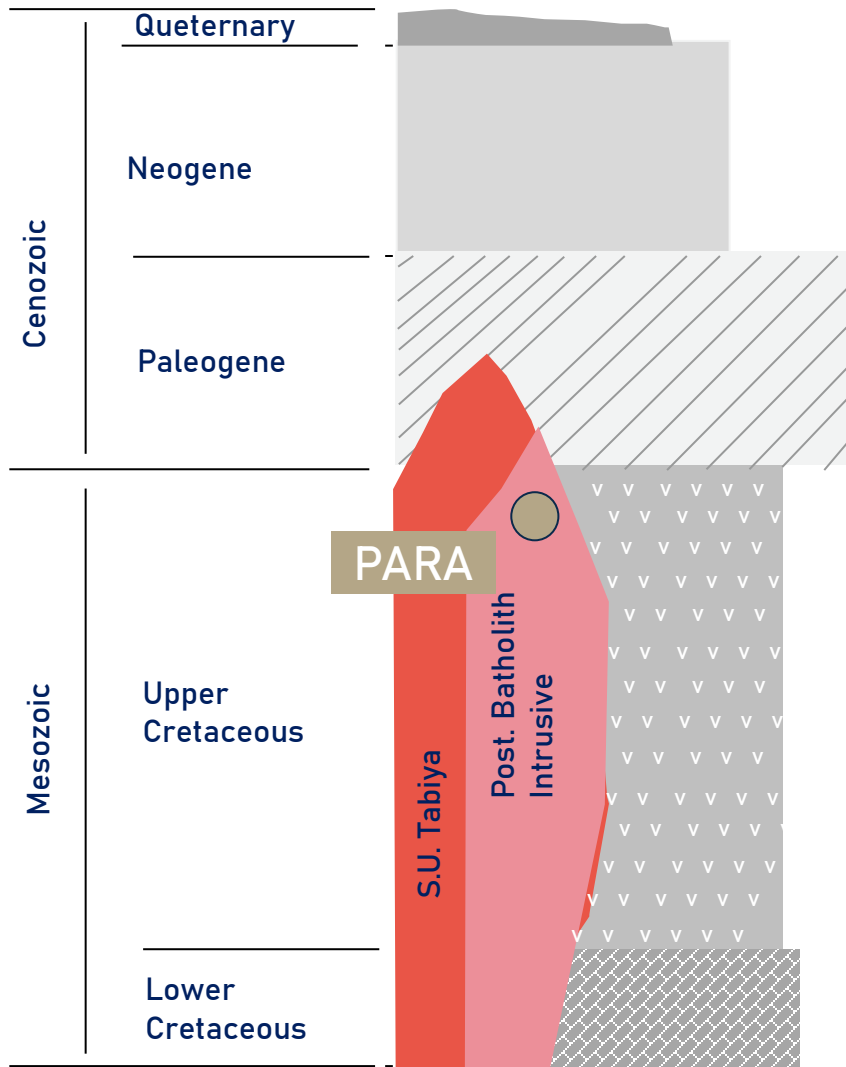 Queternary
Neogene
Cenozoic
Paleogene
PARA
Upper
Cretaceous
Mesozoic
Post. Batholith
Intrusive
S.U. Tabiya
Lower
Cretaceous